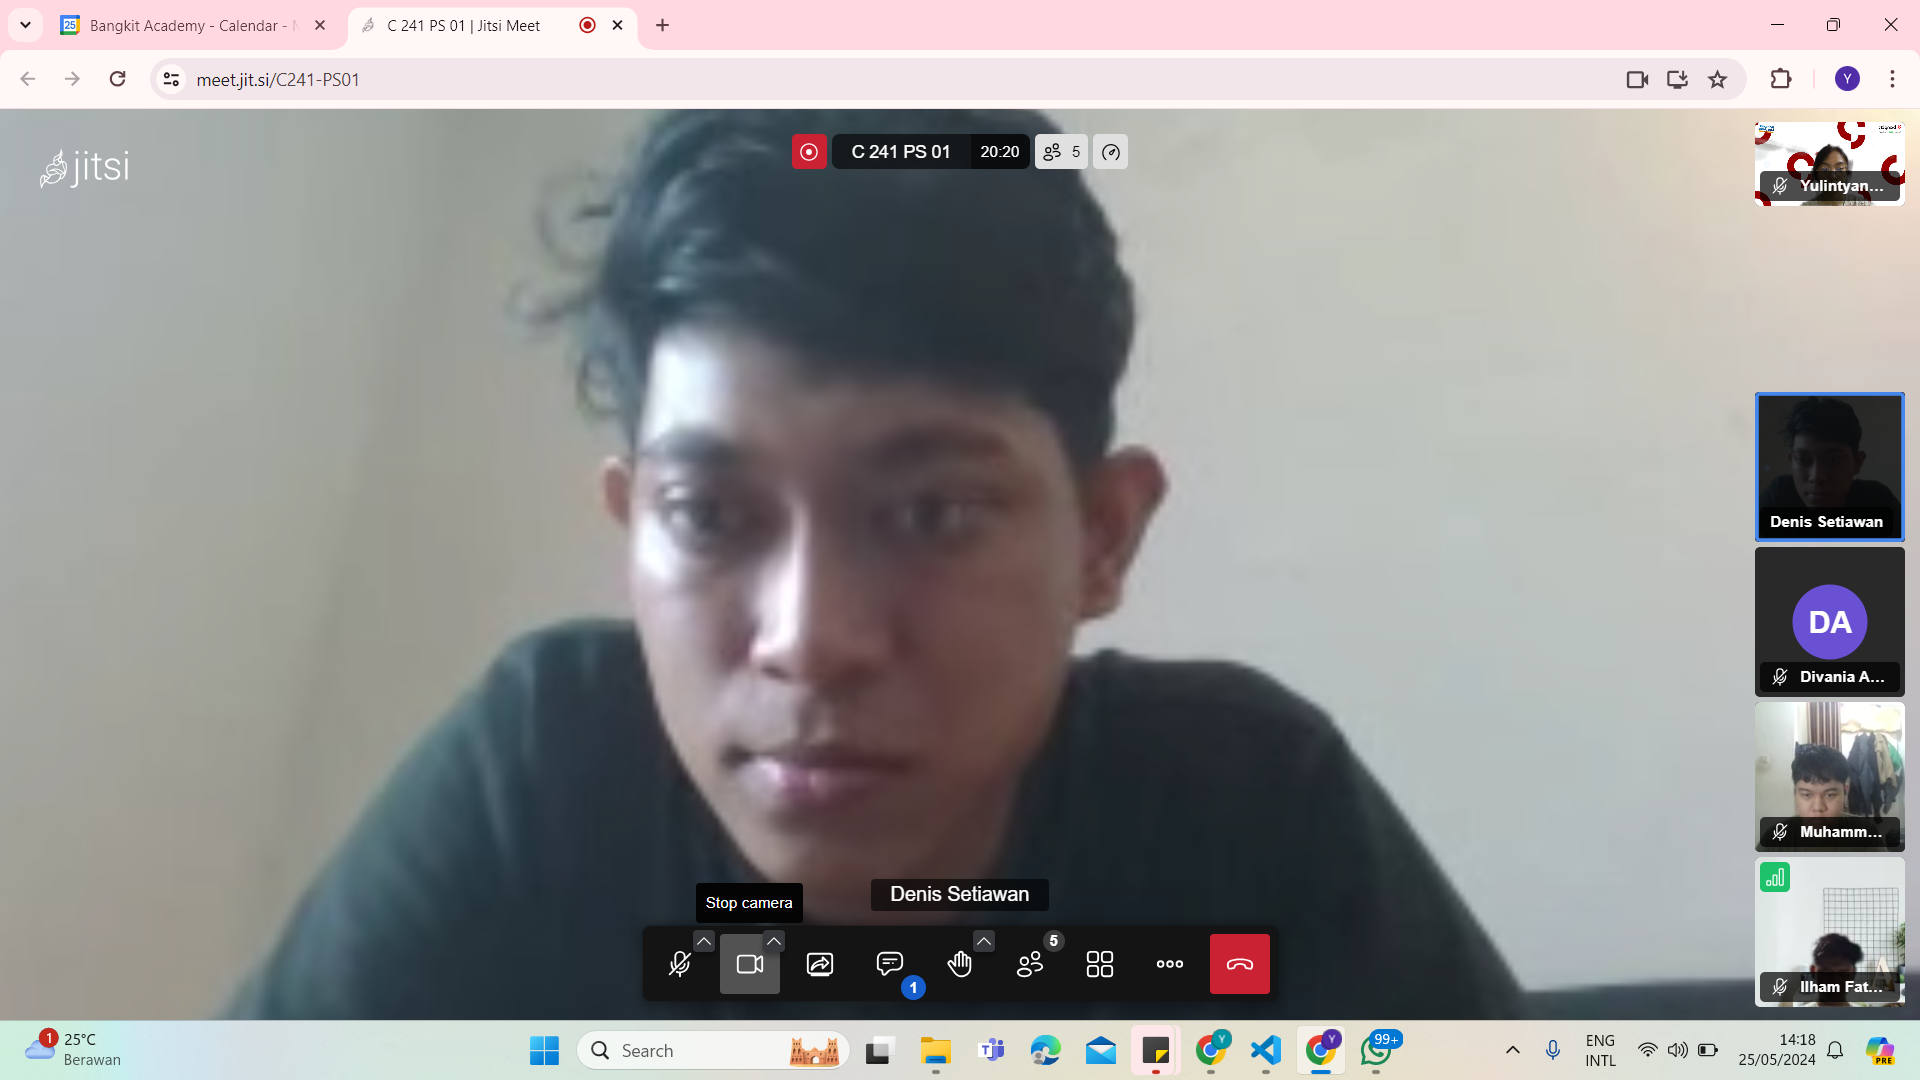 Bangkit Academy - Calendar -
C 241 PS 01 | Jitsi Meet
meet.jit.si/C241-PS01
Y
jitsi
C 241 PS 01
20:20
5
Yulintyan...
Denis Setiawan
DA
Divania A...
Muhamm...
Ilham Fat...
Stop camera
Denis Setiawan
5
1
1
25°C
Berawan
Search
Y
Y
99+
ENG
INTL
14:18
25/05/2024
PRE